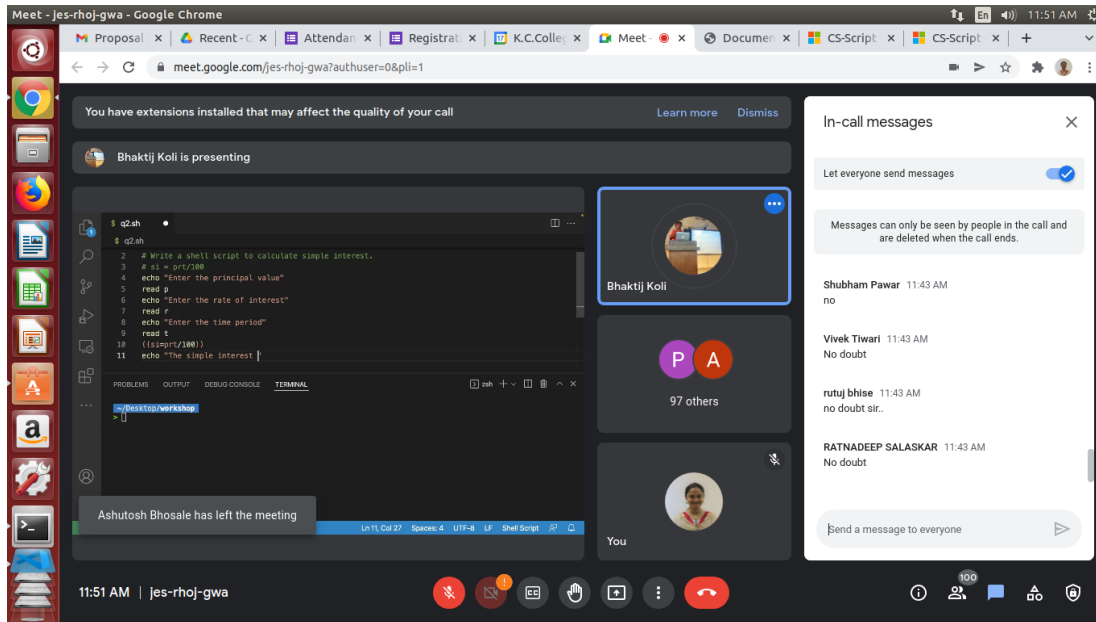 Meet - jes-rhoj-gwa - Google Chrome
En 11:51 AM
Proposal
Recent - G
Attendan
Registrati
K.C.Colleg
Meet -
Documen
CS-Script
CS-Script
meet.google.com/jes-rhoj-gwa?authuser=0&pli=1
You have extensions installed that may affect the quality of your call Learn more Dismiss
Bhaktij Koli is presenting
$ q2.sh
$ q2.sh
2 # Write a shell script to calculate simple interest.
3 # si = prt/100
4 echo "Enter the principal value"
5 read p
6 echo "Enter the rate of interest"
7 read r
8 echo "Enter the time period"
9 read t
10 ((si=prt/100))
11 echo "The simple interest "
PROBLEMS OUTPUT DEBUG CONSOLE TERMINAL zsh
~/Desktop/workshop
>
Ashutosh Bhosale has left the meeting
Ln 11, Col 27 Spaces: 4 UTF-8 LF Shell Script
Bhaktij Koli
P A
97 others
You
In-call messages
Let everyone send messages
Messages can only be seen by people in the call and
are deleted when the call ends.
Shubham Pawar 11:43 AM
no
Vivek Tiwari 11:43 AM
No doubt
rutuj bhise 11:43 AM
no doubt sir..
RATNADEEP SALASKAR 11:43 AM
No doubt
Send a message to everyone
11:51 AM | jes-rhoj-gwa
100